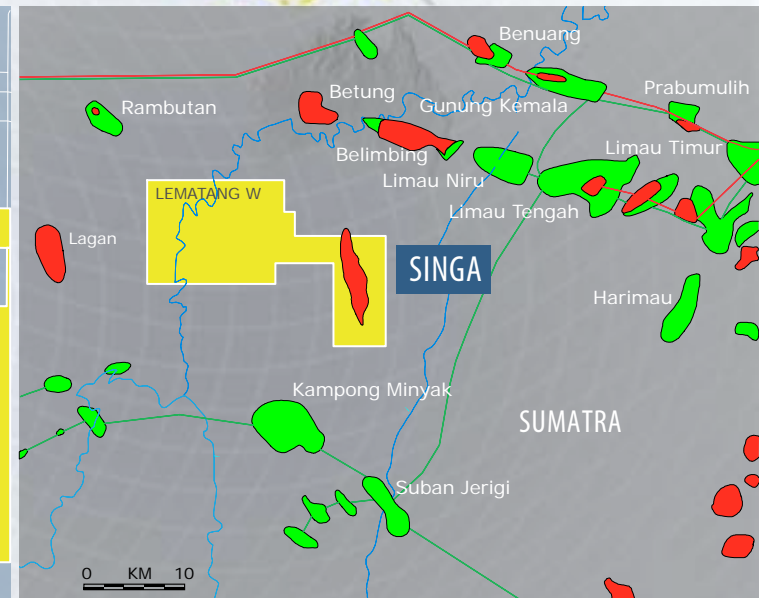 Benuang
Prabumulih
Betung
Rambutan
Gunung Kemala
Limau Timur
Belimbing
Limau Niru
LEMATANG W
Limau Tengah
Lagan
SINGA
Harimau
Kampong Minyak
SUMATRA
Suban Jerigi
0 KM 10